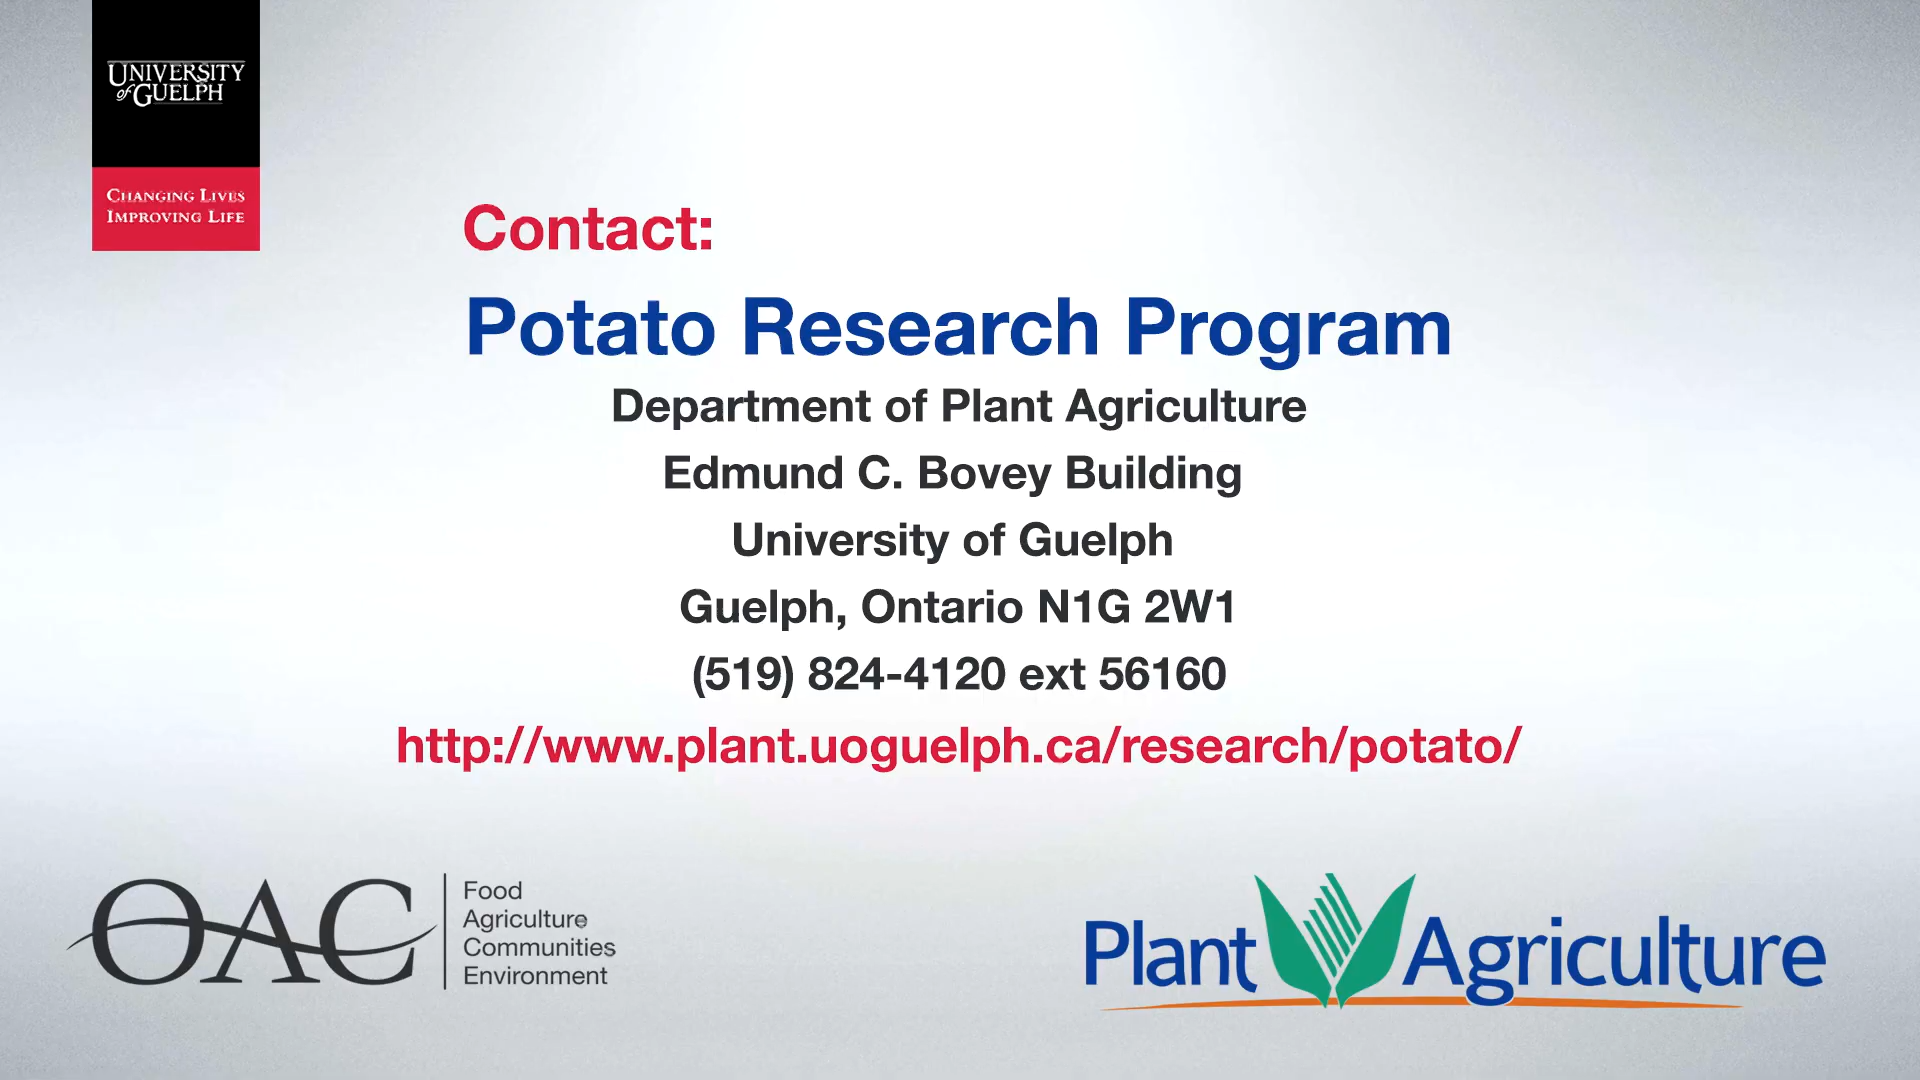 UNIVERSITY
of GUELPH
CHANGING LIVES
IMPROVING LIFE
Contact:
Potato Research Program
Department of Plant Agriculture
Edmund C. Bovey Building
University of Guelph
Guelph, Ontario N1G 2W1
(519) 824-4120 ext 56160
http://www.plant.uoguelph.ca/research/potato/
OAC
Food
Agriculture
Communities
Environment
Plant Agriculture